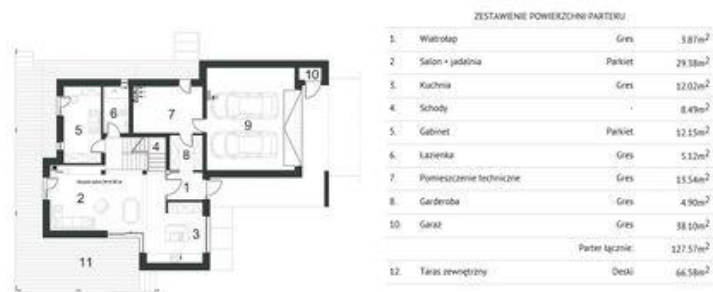 ZESTAWIENIE POWIERZCHNI PARTERU
1. Wiatrołap Gres 3.87m²
2 Salon + jadalnia Parkiet 29.38m²
3. Kuchnia Gres 12.02m²
4. Schody - 8.49m²
5. Gabinet Parkiet 12.15m²
6. Łazienka Gres 5.12m²
7. Pomieszczenie techniczne Gres 13.54m²
8. Garderoba Gres 4.90m²
10. Garaż Gres 38.10m²
Parter łącznie: 127.57m²
12. Taras zewnętrzny Deski 66.58m²
10
6
7
9
5
4
8
1
2
3
11